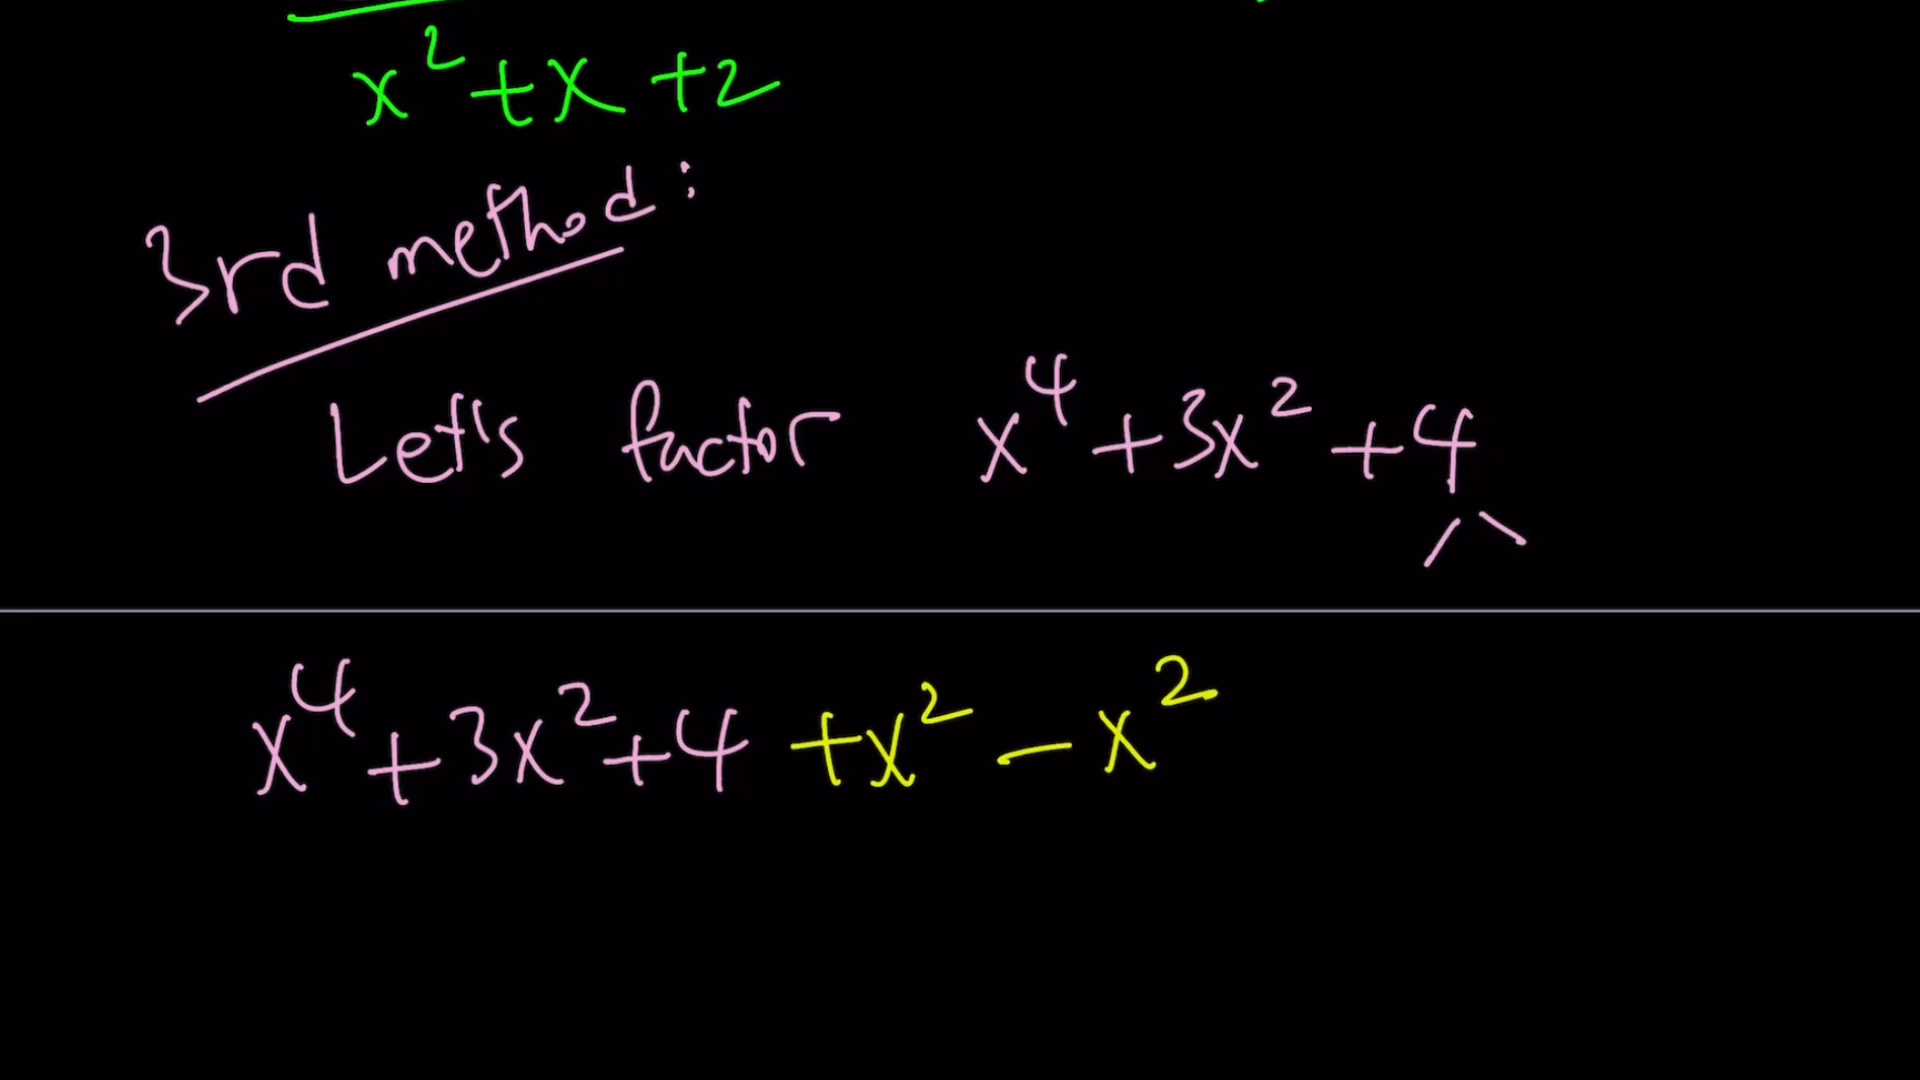 x² + x + 2
3rd method:
Let's factor x⁴ + 3x² + 4
x⁴ + 3x² + 4 + x² - x²